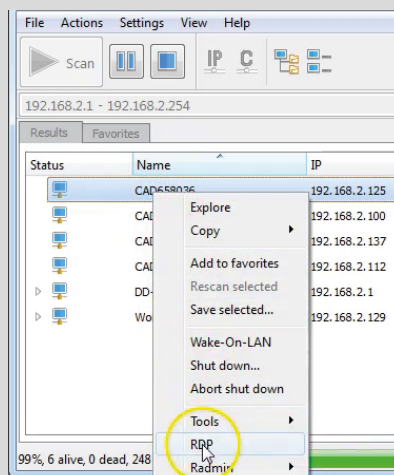 File Actions Settings View Help
Scan IP C
192.168.2.1 - 192.168.2.254
Results Favorites
Status Name IP
CAD658036 192.168.2.125
Explore
CAD 192.168.2.100
Copy
CAD 192.168.2.137
CAD 192.168.2.112
Add to favorites
DD- 192.168.2.1
Rescan selected
Save selected...
Wo 192.168.2.129
Wake-On-LAN
Shut down...
Abort shut down
Tools
RDP
99%, 6 alive, 0 dead, 248
Radmin